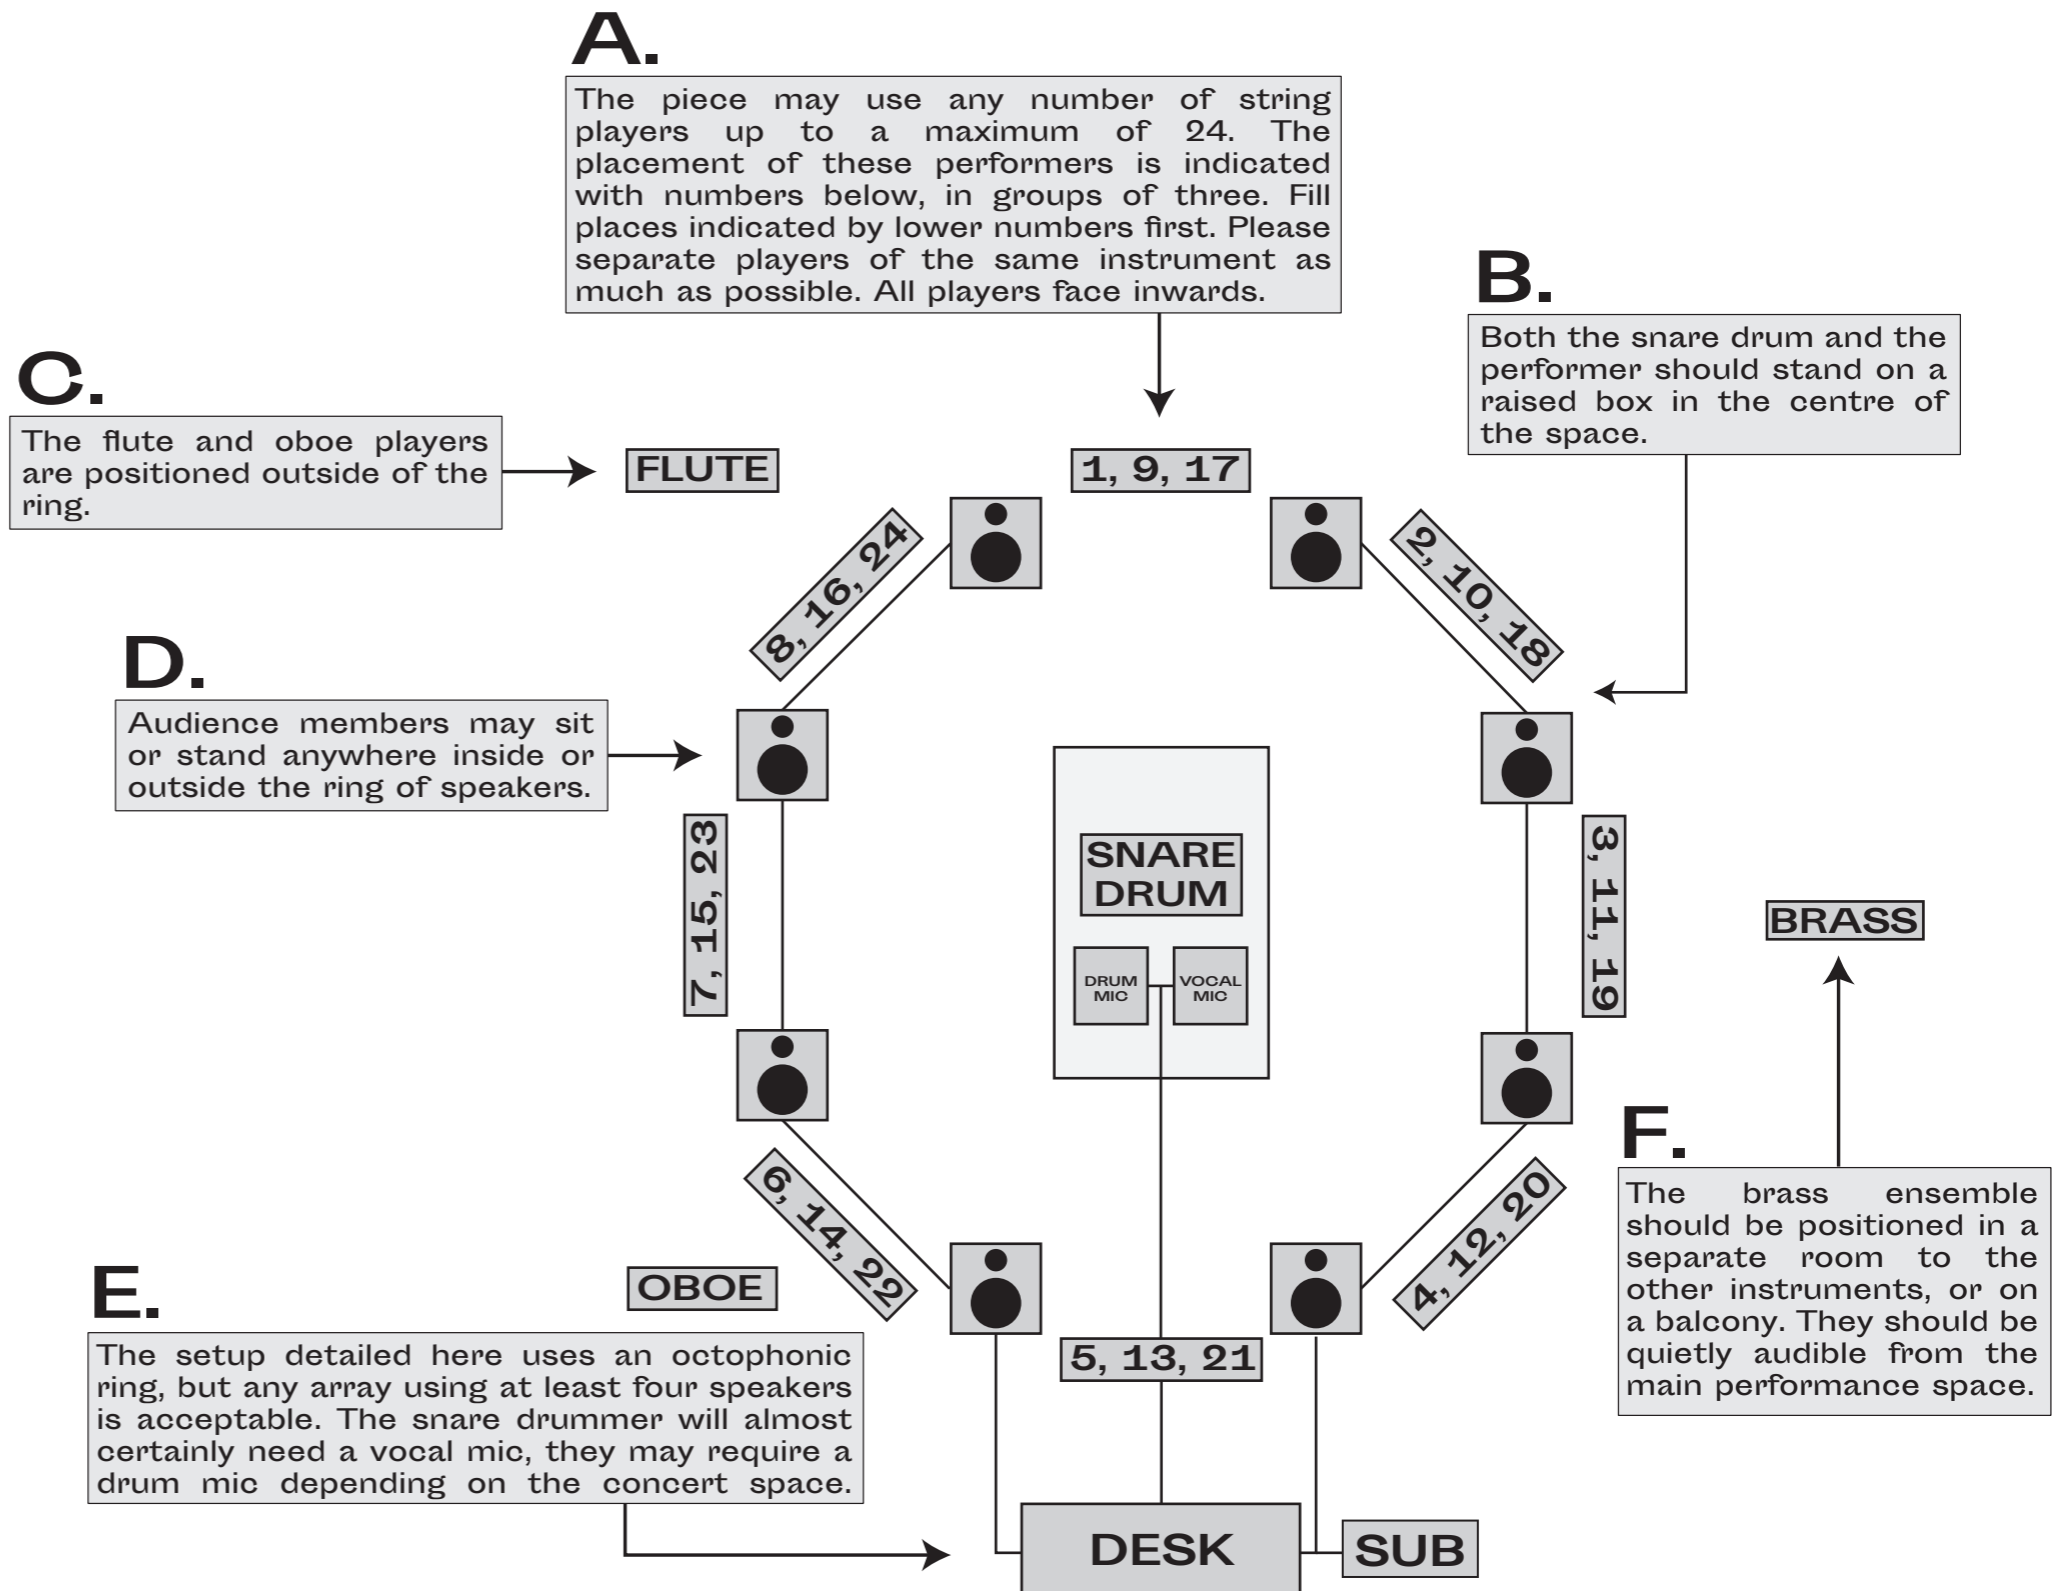 A.
The piece may use any number of string
players up to a maximum of 24. The
placement of these performers is indicated
with numbers below, in groups of three. Fill
places indicated by lower numbers first. Please
separate players of the same instrument as
much as possible. All players face inwards.
B.
Both the snare drum and the
performer should stand on a
raised box in the centre of
the space.
C.
The flute and oboe players
are positioned outside of the
ring.
FLUTE
1, 9, 17
8, 16, 24
2, 10, 18
D.
Audience members may sit
or stand anywhere inside or
outside the ring of speakers.
7, 15, 23
SNARE
DRUM
DRUM
MIC
VOCAL
MIC
3, 11, 19
BRASS
F.
The brass ensemble
should be positioned in a
separate room to the
other instruments, or on
a balcony. They should be
quietly audible from the
main performance space.
6, 14, 22
4, 12, 20
OBOE
5, 13, 21
E.
The setup detailed here uses an octophonic
ring, but any array using at least four speakers
is acceptable. The snare drummer will almost
certainly need a vocal mic, they may require a
drum mic depending on the concert space.
DESK
SUB